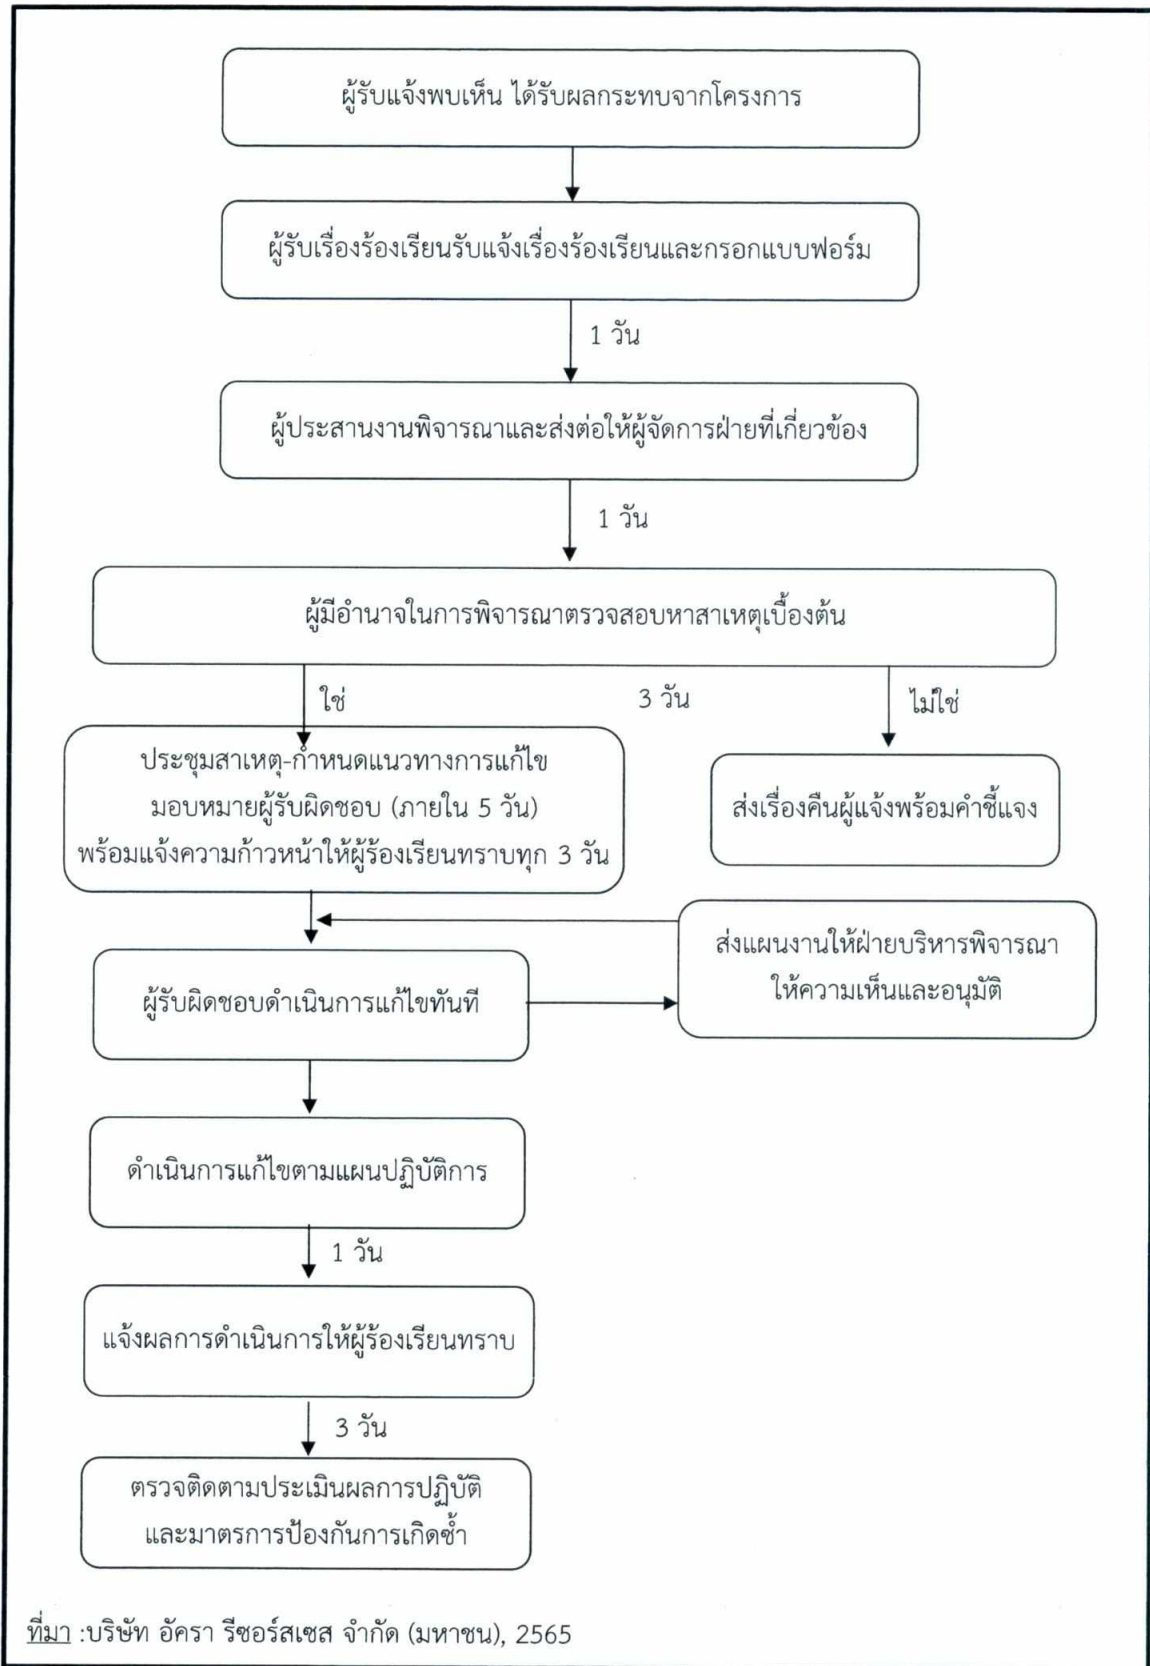 ผู้รับแจ้งพบเห็น ได้รับผลกระทบจากโครงการ
ผู้รับเรื่องร้องเรียนรับแจ้งเรื่องร้องเรียนและกรอกแบบฟอร์ม
1 วัน
ผู้ประสานงานพิจารณาและส่งต่อให้ผู้จัดการฝ่ายที่เกี่ยวข้อง
1 วัน
ผู้มีอำนาจในการพิจารณาตรวจสอบหาสาเหตุเบื้องต้น
ใช่
3 วัน
ไม่ใช่
ประชุมสาเหตุ-กำหนดแนวทางการแก้ไข
มอบหมายผู้รับผิดชอบ (ภายใน 5 วัน)
พร้อมแจ้งความก้าวหน้าให้ผู้ร้องเรียนทราบทุก 3 วัน
ส่งเรื่องคืนผู้แจ้งพร้อมคำชี้แจง
ส่งแผนงานให้ฝ่ายบริหารพิจารณา
ให้ความเห็นและอนุมัติ
ผู้รับผิดชอบดำเนินการแก้ไขทันที
ดำเนินการแก้ไขตามแผนปฏิบัติการ
1 วัน
แจ้งผลการดำเนินการให้ผู้ร้องเรียนทราบ
3 วัน
ตรวจติดตามประเมินผลการปฏิบัติ
และมาตรการป้องกันการเกิดซ้ำ
ที่มา :บริษัท อัครา รีซอร์สเซส จำกัด (มหาชน), 2565